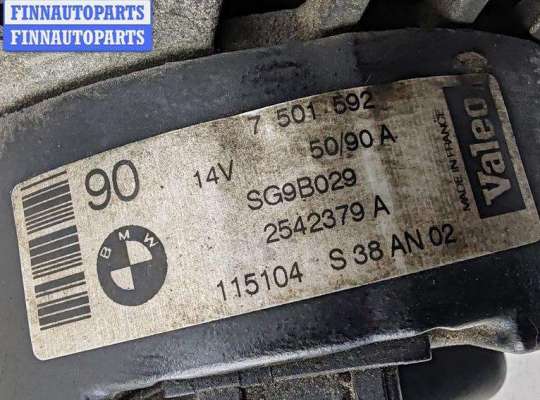 FINNAUTOPARTS
FINNAUTOPARTS
7 501 592
50/90 A
90
14V
SG9B029
2542379 A
115104 S 38 AN 02
BMW
MADE IN FRANCE
Valeo